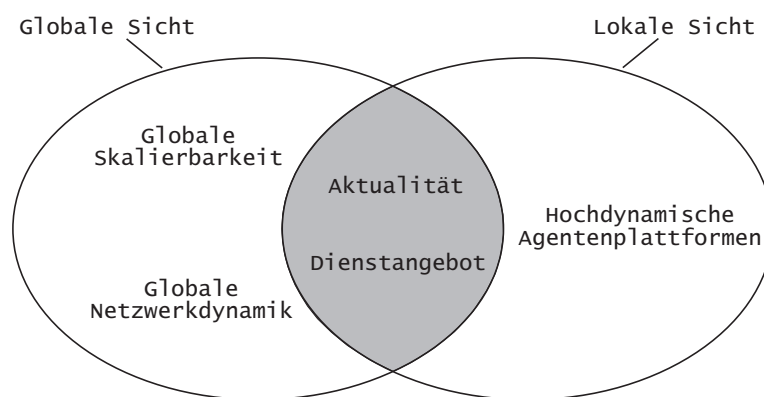 Globale Sicht
Lokale Sicht
Globale
Skalierbarkeit
Aktualität
Hochdynamische
Agentenplattformen
Dienstangebot
Globale
Netzwerkdynamik